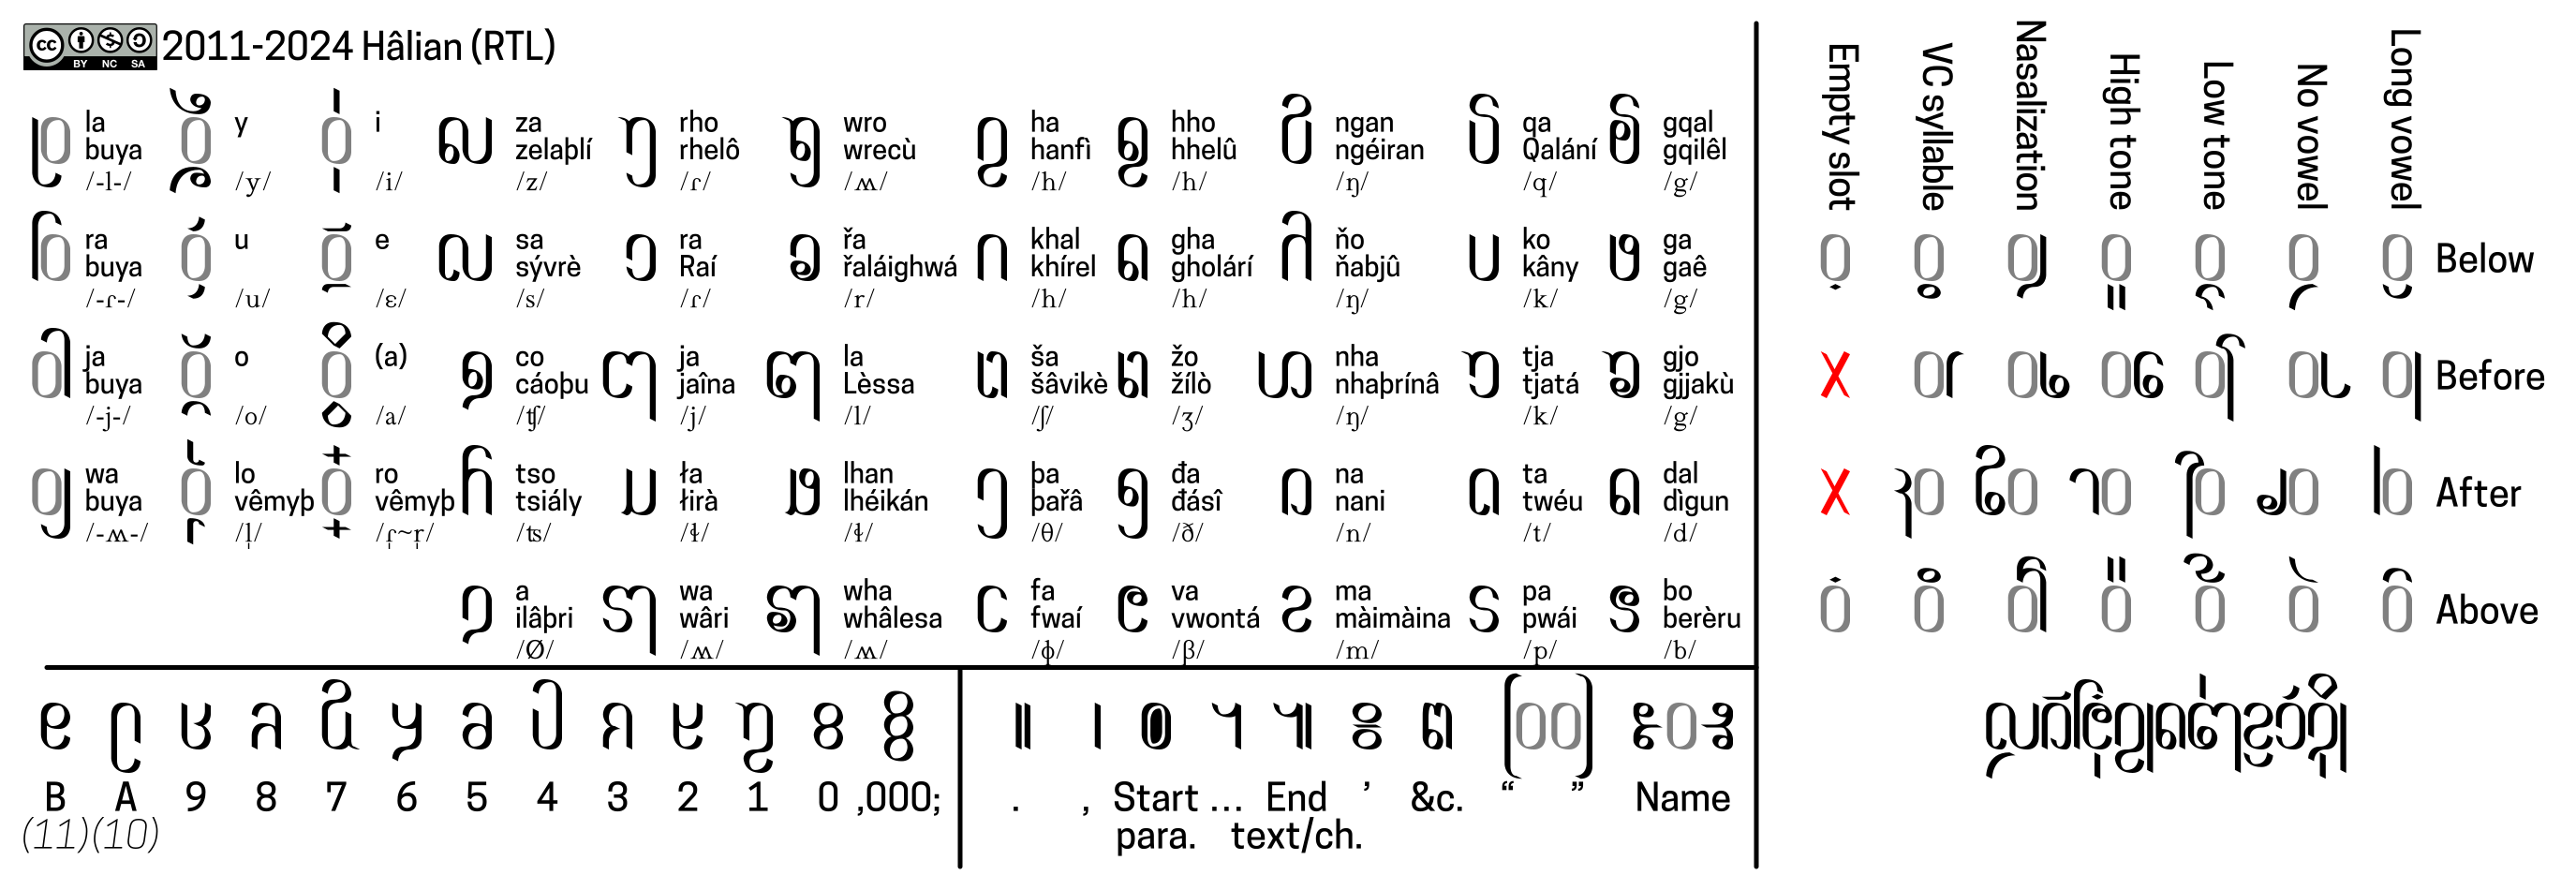 cc BY NC SA 2011-2024 Hâlian (RTL)
Empty slot
VC syllable
Nasalization
High tone
Low tone
No vowel
Long vowel
la y i za rho wro ha hho ngan qa gqal
buya zelaþlí rhelô wrecù hanfì hhelû ngéiran Qalání gqilêl
/-l-/ /y/ /i/ /z/ /ɾ/ /ʍ/ /h/ /h/ /ŋ/ /q/ /g/
ra u e sa ra řa khal gha ňo ko ga
buya sývrè Raí řaláighwá khírel gholárí ňabjû kâny gaê
/-ɾ-/ /u/ /ɛ/ /s/ /ɾ/ /r/ /h/ /h/ /ŋ/ /k/ /g/
Below
ja o (a) co ja la ša žo nha tja gjo
buya cáoþu jaîna Lèssa šâvikè žílò nhaþrínâ tjatá gjjakù
/-j-/ /o/ /a/ /ʧ/ /j/ /l/ /ʃ/ /ʒ/ /ŋ/ /k/ /g/
Before
wa lo ro tso ła lhan þa đa na ta dal
buya vêmyþ vêmyþ tsiály łirà lhéikán þařâ đásî nani twéu dìgun
/-ʍ-/ /l̩/ /ɾ̩~r̩/ /ʦ/ /ɬ/ /ɬ/ /θ/ /ð/ /n/ /t/ /d/
After
a wa wha fa va ma pa bo
ilâþri wâri whâlesa fwaí vwontá màimàina pwái berèru
/Ø/ /ʍ/ /ʍ/ /ɸ/ /β/ /m/ /p/ /b/
Above
B A 9 8 7 6 5 4 3 2 1 0 ,000;
(11)(10)
. , Start … End ’ &c. “ ” Name
para. text/ch.